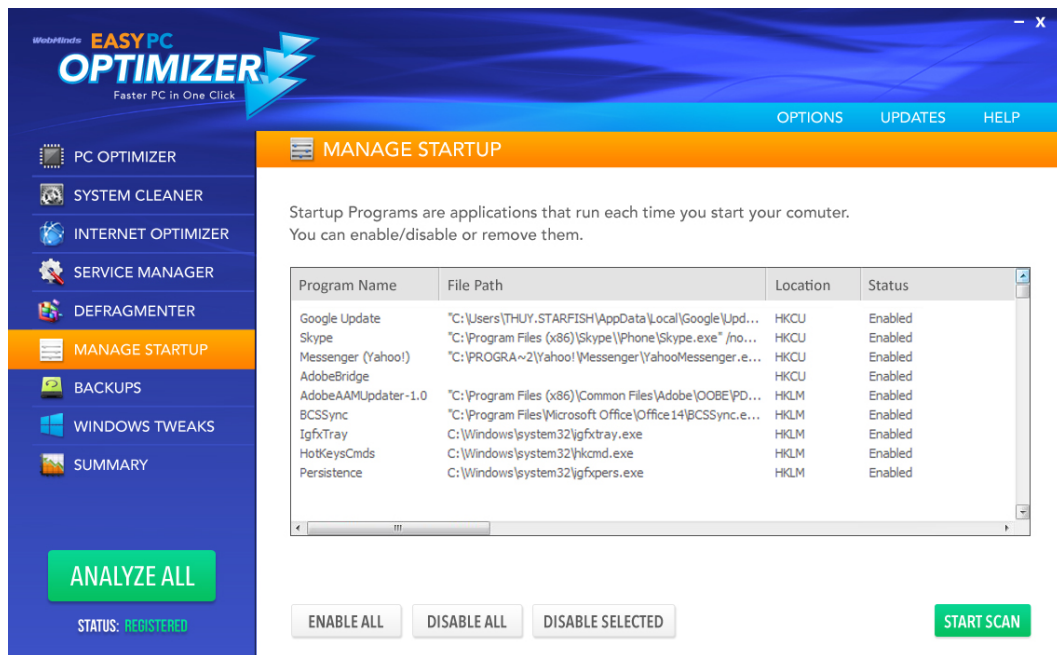 – x
WebMinds EASY PC
OPTIMIZER
Faster PC in One Click
OPTIONS UPDATES HELP
PC OPTIMIZER
SYSTEM CLEANER
INTERNET OPTIMIZER
SERVICE MANAGER
DEFRAGMENTER
MANAGE STARTUP
BACKUPS
WINDOWS TWEAKS
SUMMARY
ANALYZE ALL
STATUS: REGISTERED
MANAGE STARTUP
Startup Programs are applications that run each time you start your comuter.
You can enable/disable or remove them.
Program Name File Path Location Status
Google Update "C:\Users\THUY.STARFISH\AppData\Local\Google\Upd... HKCU Enabled
Skype "C:\Program Files (x86)\Skype\\Phone\Skype.exe" /no... HKCU Enabled
Messenger (Yahoo!) "C:\PROGRA~2\Yahoo!\Messenger\YahooMessenger.e... HKCU Enabled
AdobeBridge HKCU Enabled
AdobeAAMUpdater-1.0 "C:\Program Files (x86)\Common Files\Adobe\OOBE\PD... HKLM Enabled
BCSSync "C:\Program Files\Microsoft Office\Office14\BCSSync.e... HKLM Enabled
IgfxTray C:\Windows\system32\igfxtray.exe HKLM Enabled
HotKeysCmds C:\Windows\system32\hkcmd.exe HKLM Enabled
Persistence C:\Windows\system32\igfxpers.exe HKLM Enabled
ENABLE ALL DISABLE ALL DISABLE SELECTED START SCAN